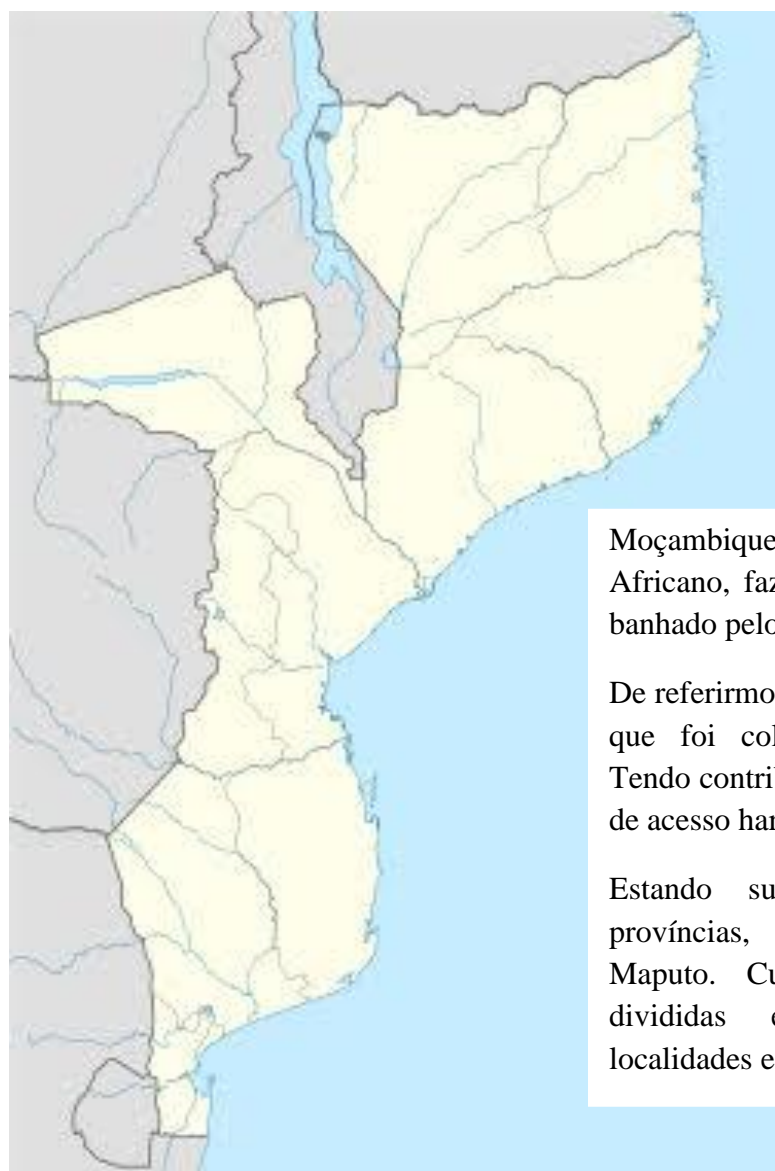 Moçambique
Africano, faz
banhado pelo
De referirmo
que foi col
Tendo contrib
de acesso har
Estando su
províncias,
Maputo. Cu
divididas e
localidades e